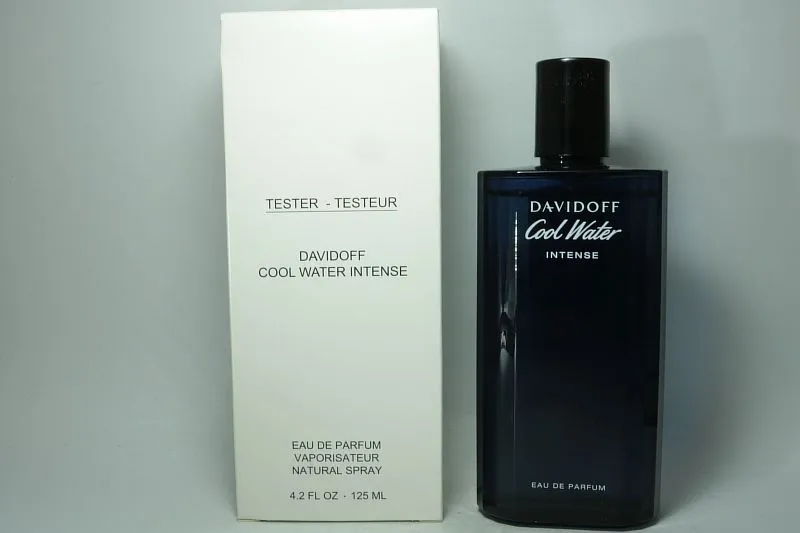 TESTER - TESTEUR
DAVIDOFF
COOL WATER INTENSE
EAU DE PARFUM
VAPORISATEUR
NATURAL SPRAY
4.2 FL OZ · 125 ML
DAVIDOFF
Cool Water
INTENSE
EAU DE PARFUM